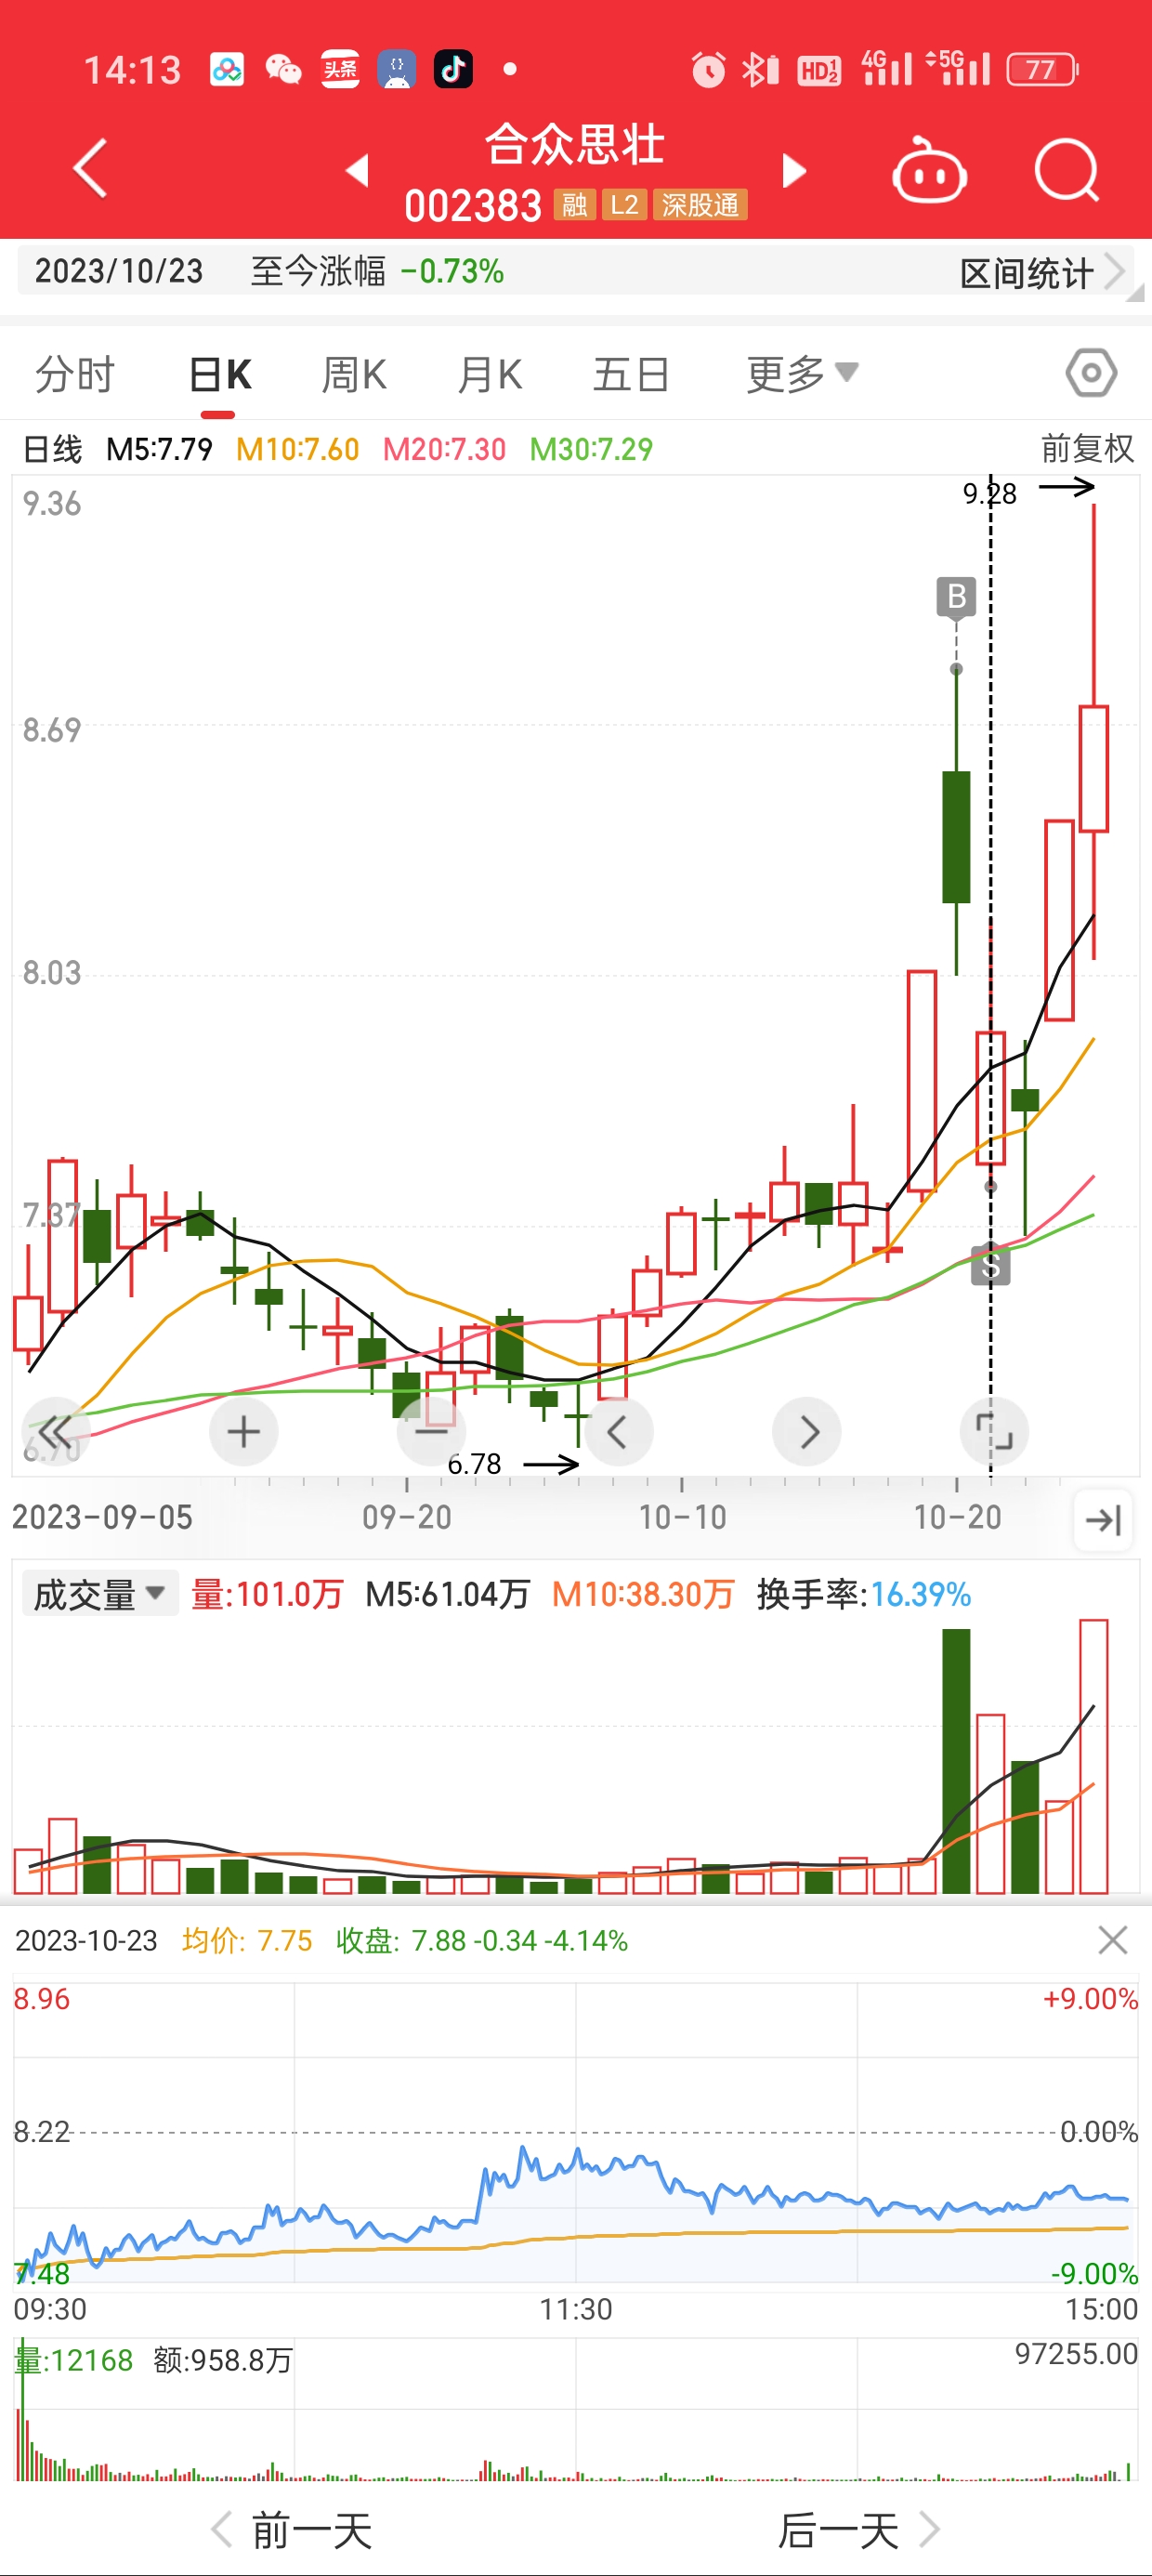 14:13 头条 HD 1 2 4G 5G 77
合众思壮
002383 融 L2 深股通
2023/10/23 至今涨幅 -0.73% 区间统计
分时 日K 周K 月K 五日 更多
日线 M5:7.79 M10:7.60 M20:7.30 M30:7.29 前复权
9.36
9.28
B
8.69
8.03
7.37
S
6.70
6.78
2023-09-05 09-20 10-10 10-20
成交量 量:101.0万 M5:61.04万 M10:38.30万 换手率:16.39%
2023-10-23 均价: 7.75 收盘: 7.88 -0.34 -4.14%
8.96 +9.00%
8.22 0.00%
7.48 -9.00%
09:30 11:30 15:00
量:12168 额:958.8万 97255.00
前一天 后一天